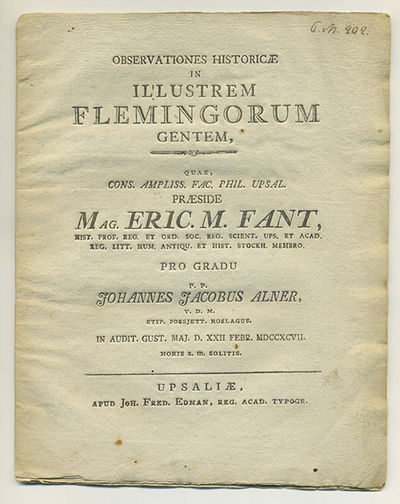 C. M. 292.
OBSERVATIONES HISTORICÆ
IN
ILLUSTREM
FLEMINGORUM
GENTEM,
QUAS,
CONS. AMPLISS. FAC. PHIL. UPSAL.
PRÆSIDE
MAG. ERIC. M. FANT,
HIST. PROF. REG. ET ORD. SOC. REG. SCIENT. UPS. ET ACAD.
REG. LITT. HUM. ANTIQU. ET HIST. STOCKH. MEMBRO,
PRO GRADU
P. P.
JOHANNES JACOBUS ALNER,
V. D. M.
STIP. POSSJETT. ROSLAGUS.
IN AUDIT. GUST. MAJ. D. XXII FEBR. MDCCXCVII.
HORIS a. m. SOLITIS.
UPSALIÆ,
APUD JOH. FRED. EDMAN, REG. ACAD. TYPOGR.